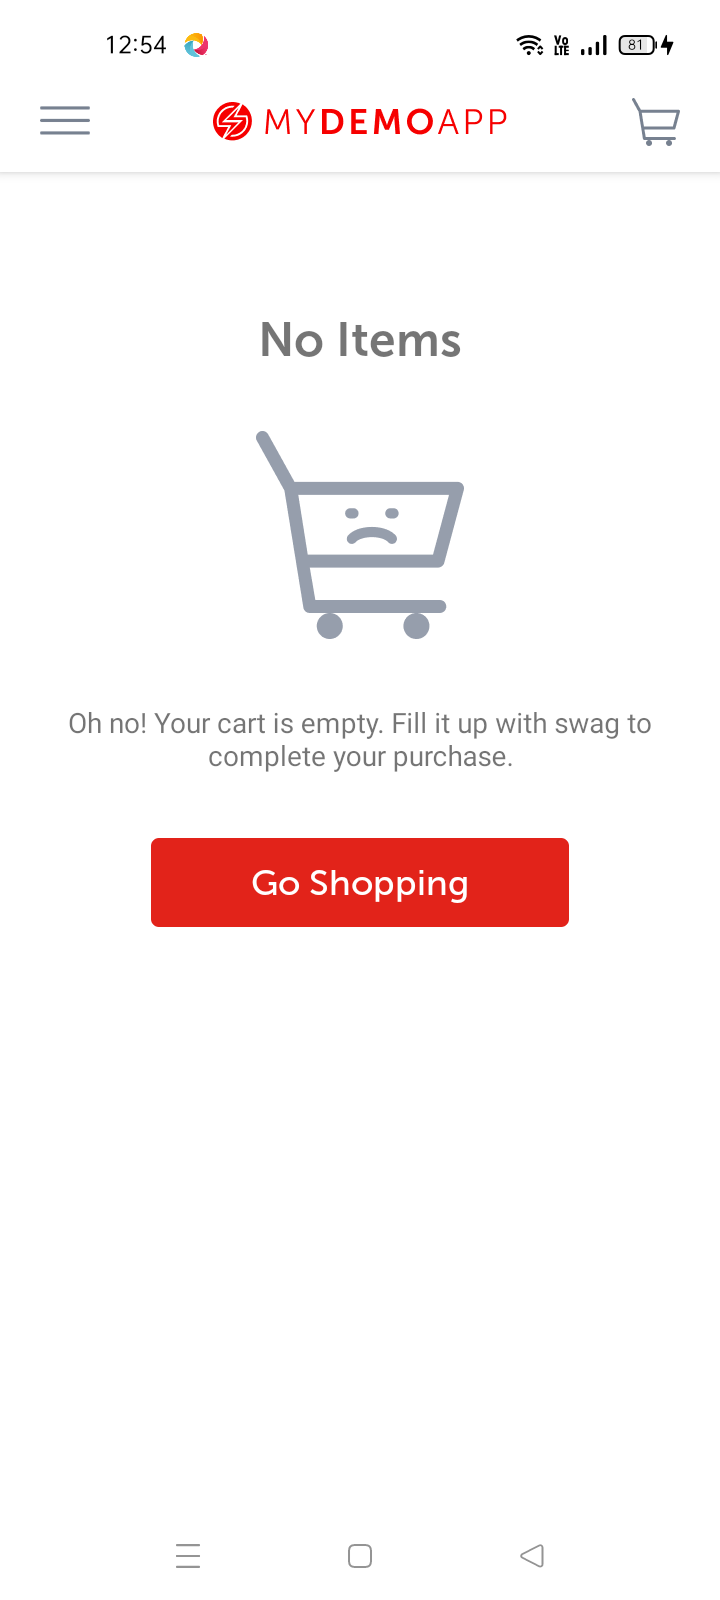 12:54
Vo LTE 81
MYDEMOAPP
No Items
Oh no! Your cart is empty. Fill it up with swag to
complete your purchase.
Go Shopping